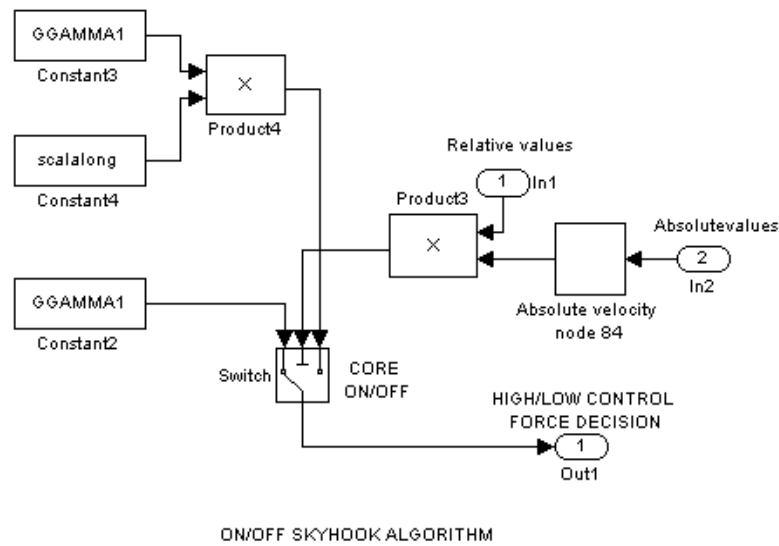 GGAMMA1
Constant3
×
Product4
scalalong
Constant4
Relative values
1
In1
Product3
×
Absolutevalues
2
In2
Absolute velocity
node 84
GGAMMA1
Constant2
Switch
CORE
ON/OFF
HIGH/LOW CONTROL
FORCE DECISION
1
Out1
ON/OFF SKYHOOK ALGORITHM